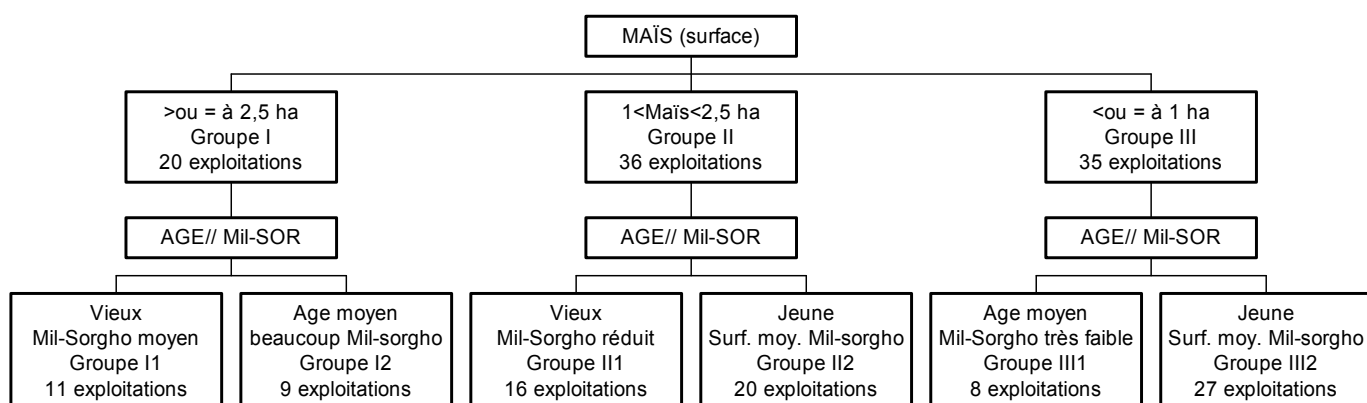 MAÏS (surface)
>ou = à 2,5 ha
Groupe I
20 exploitations
1<Maïs<2,5 ha
Groupe II
36 exploitations
<ou = à 1 ha
Groupe III
35 exploitations
AGE// Mil-SOR
AGE// Mil-SOR
AGE// Mil-SOR
Vieux
Mil-Sorgho moyen
Groupe I1
11 exploitations
Age moyen
beaucoup Mil-sorgho
Groupe I2
9 exploitations
Vieux
Mil-Sorgho réduit
Groupe II1
16 exploitations
Jeune
Surf. moy. Mil-sorgho
Groupe II2
20 exploitations
Age moyen
Mil-Sorgho très faible
Groupe III1
8 exploitations
Jeune
Surf. moy. Mil-sorgho
Groupe III2
27 exploitations